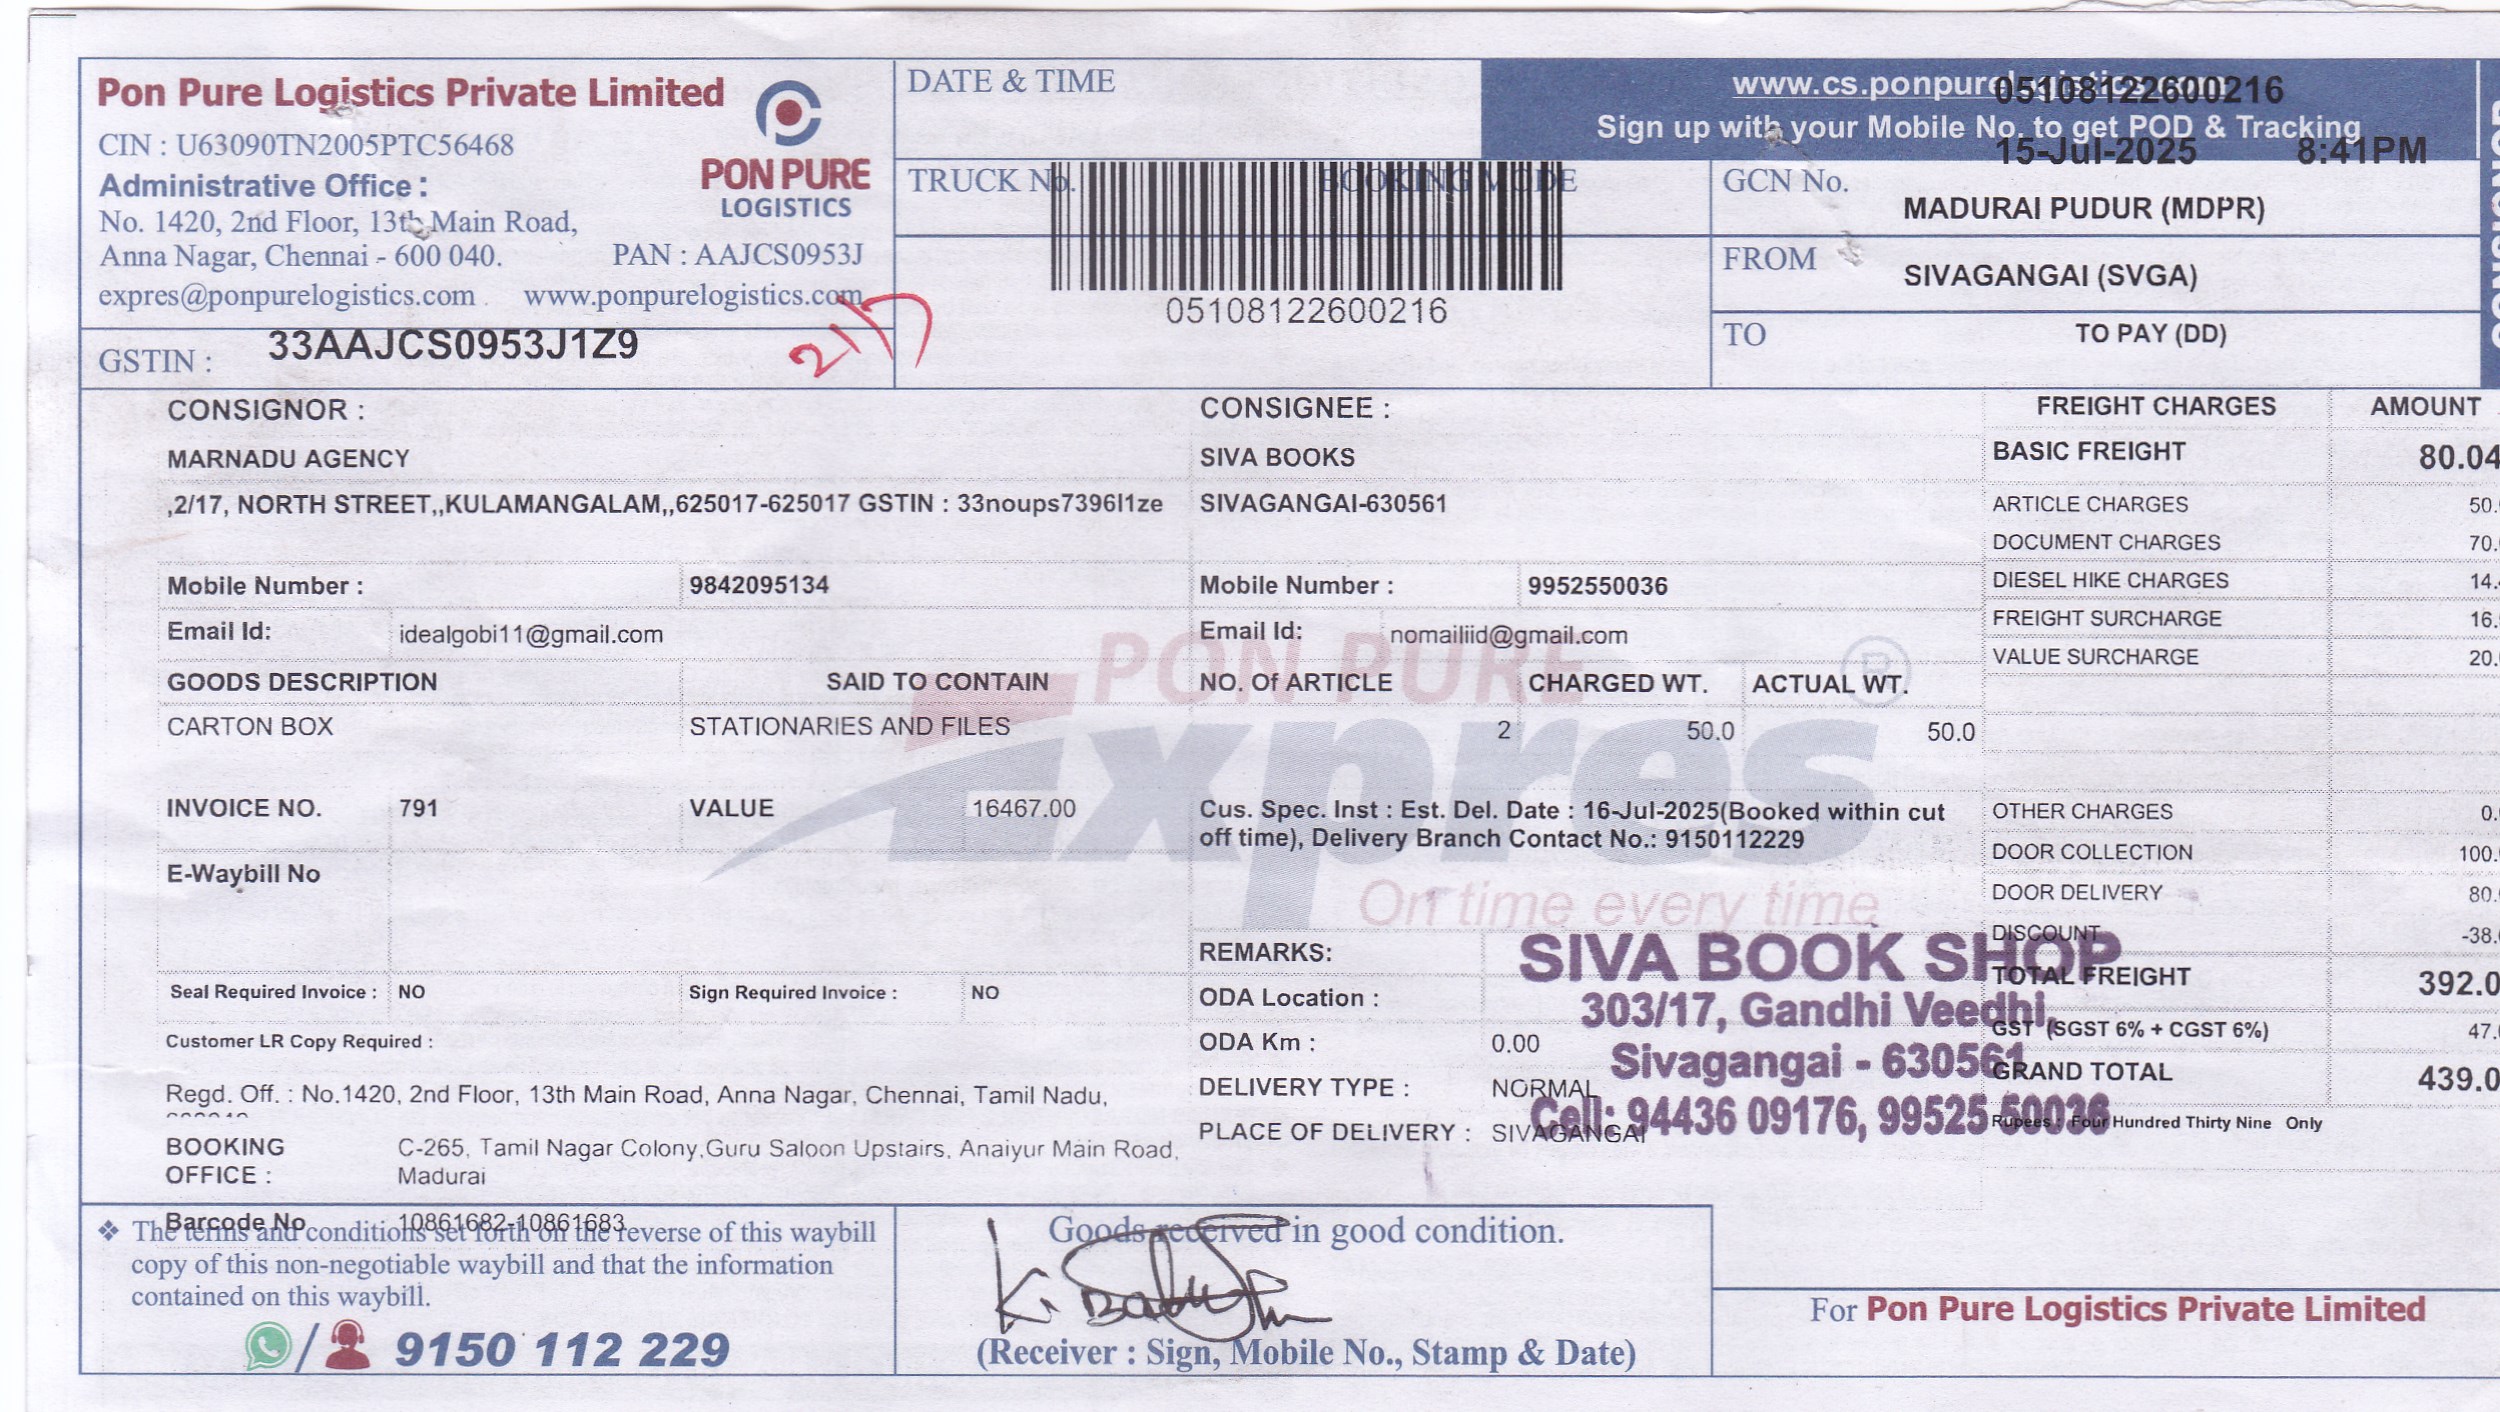 Pon Pure Logistics Private Limited
CIN : U63090TN2005PTC56468
Administrative Office :
No. 1420, 2nd Floor, 13th Main Road,
Anna Nagar, Chennai - 600 040. PAN : AAJCS0953J
expres@ponpurelogistics.com www.ponpurelogistics.com
PON PURE
LOGISTICS
GSTIN : 33AAJCS0953J1Z9
21/7
DATE & TIME
www.cs.ponpurelogistics.com
05108122600216
Sign up with your Mobile No. to get POD & Tracking
15-Jul-2025 8:41PM
TRUCK No. BOOKING MODE
05108122600216
GCN No. MADURAI PUDUR (MDPR)
FROM SIVAGANGAI (SVGA)
TO TO PAY (DD)
CONSIGNOR :
MARNADU AGENCY
,2/17, NORTH STREET,,KULAMANGALAM,,625017-625017 GSTIN : 33noups7396l1ze
Mobile Number : 9842095134
Email Id: idealgobi11@gmail.com
CONSIGNEE :
SIVA BOOKS
SIVAGANGAI-630561
Mobile Number : 9952550036
Email Id: nomailiid@gmail.com
PON PURE
Expres
On time every time
GOODS DESCRIPTION SAID TO CONTAIN NO. Of ARTICLE CHARGED WT. ACTUAL WT.
CARTON BOX STATIONARIES AND FILES 2 50.0 50.0
INVOICE NO. 791 VALUE 16467.00
Cus. Spec. Inst : Est. Del. Date : 16-Jul-2025(Booked within cut
off time), Delivery Branch Contact No.: 9150112229
E-Waybill No
REMARKS:
Seal Required Invoice : NO Sign Required Invoice : NO
ODA Location :
Customer LR Copy Required :
ODA Km : 0.00
Regd. Off. : No.1420, 2nd Floor, 13th Main Road, Anna Nagar, Chennai, Tamil Nadu,
DELIVERY TYPE : NORMAL
PLACE OF DELIVERY : SIVAGANGAI
BOOKING C-265, Tamil Nagar Colony,Guru Saloon Upstairs, Anaiyur Main Road,
OFFICE : Madurai
Barcode No 10861682-10861683
FREIGHT CHARGES AMOUNT
BASIC FREIGHT 80.04
ARTICLE CHARGES 50.
DOCUMENT CHARGES 70.
DIESEL HIKE CHARGES 14.
FREIGHT SURCHARGE 16.
VALUE SURCHARGE 20.
OTHER CHARGES 0.
DOOR COLLECTION 100.
DOOR DELIVERY 80.
DISCOUNT -38.
TOTAL FREIGHT 392.0
GST (SGST 6% + CGST 6%) 47.
GRAND TOTAL 439.0
Rupees : Four Hundred Thirty Nine Only
SIVA BOOK SHOP
303/17, Gandhi Veedhi,
Sivagangai - 630561
Cell: 94436 09176, 99525 50036
The terms and conditions set forth on the reverse of this waybill
copy of this non-negotiable waybill and that the information
contained on this waybill.
9150 112 229
Goods received in good condition.
(Receiver : Sign, Mobile No., Stamp & Date)
For Pon Pure Logistics Private Limited